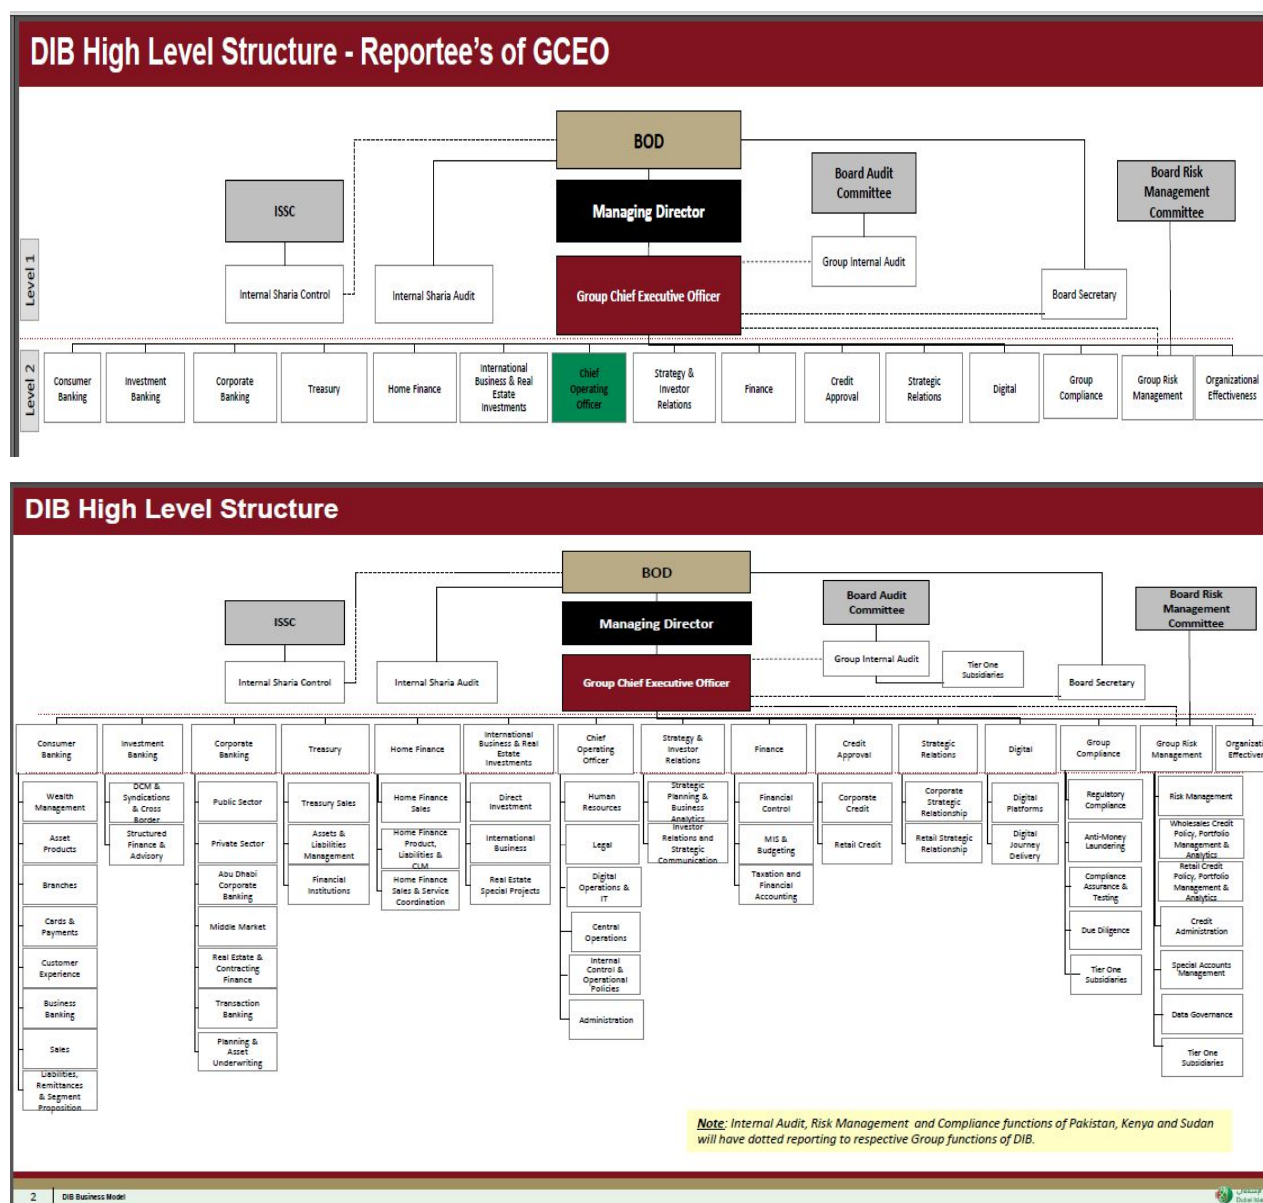 DIB High Level Structure - Reportee's of GCEO
BOD
Board Audit
Committee
Board Risk
Management
Committee
ISSC
Managing Director
Level 1
Internal Sharia Control
Internal Sharia Audit
Group Chief Executive Officer
Group Internal Audit
Board Secretary
Level 2
Consumer
Banking
Investment
Banking
Corporate
Banking
Treasury
Home Finance
International
Business & Real
Estate
Investments
Chief
Operating
Officer
Strategy &
Investor
Relations
Finance
Credit
Approval
Strategic
Relations
Digital
Group
Compliance
Group Risk
Management
Organizational
Effectiveness
DIB High Level Structure
BOD
Board Audit
Committee
Board Risk
Management
Committee
ISSC
Managing Director
Internal Sharia Control
Internal Sharia Audit
Group Chief Executive Officer
Group Internal Audit
Tier One
Subsidiaries
Board Secretary
Consumer
Banking
Investment
Banking
Corporate
Banking
Treasury
Home Finance
International
Business & Real
Estate
Investments
Chief
Operating
Officer
Strategy &
Investor
Relations
Finance
Credit
Approval
Strategic
Relations
Digital
Group
Compliance
Group Risk
Management
Wealth
Management
Asset
Products
Branches
Cards &
Payments
Customer
Experience
Business
Banking
Sales
Liabilities,
Remittances
& Segment
Proposition
DCM &
Syndications
& Cross
Border
Structured
Finance &
Advisory
Public Sector
Private Sector
Abu Dhabi
Corporate
Banking
Middle Market
Real Estate &
Contracting
Finance
Transaction
Banking
Planning &
Asset
Underwriting
Treasury Sales
Assets &
Liabilities
Management
Financial
Institutions
Home Finance
Sales
Home Finance
Product,
Liabilities &
CLM
Home Finance
Sales & Service
Coordination
Direct
Investment
International
Business
Real Estate
Special Projects
Human
Resources
Legal
Digital
Operations &
IT
Central
Operations
Internal
Control &
Operational
Policies
Administration
Strategic
Planning &
Business
Analytics
Investor
Relations and
Strategic
Communication
Financial
Control
MIS &
Budgeting
Taxation and
Financial
Accounting
Corporate
Credit
Retail Credit
Corporate
Strategic
Relationship
Retail Strategic
Relationship
Digital
Platforms
Digital
Journey
Delivery
Regulatory
Compliance
Anti-Money
Laundering
Compliance
Assurance &
Testing
Due Diligence
Tier One
Subsidiaries
Risk Management
Wholesales Credit
Policy, Portfolio
Management &
Analytics
Retail Credit
Policy, Portfolio
Management &
Analytics
Credit
Administration
Special Accounts
Management
Data Governance
Tier One
Subsidiaries
Note: Internal Audit, Risk Management and Compliance functions of Pakistan, Kenya and Sudan
will have dotted reporting to respective Group functions of DIB.
2
DIB Business Model